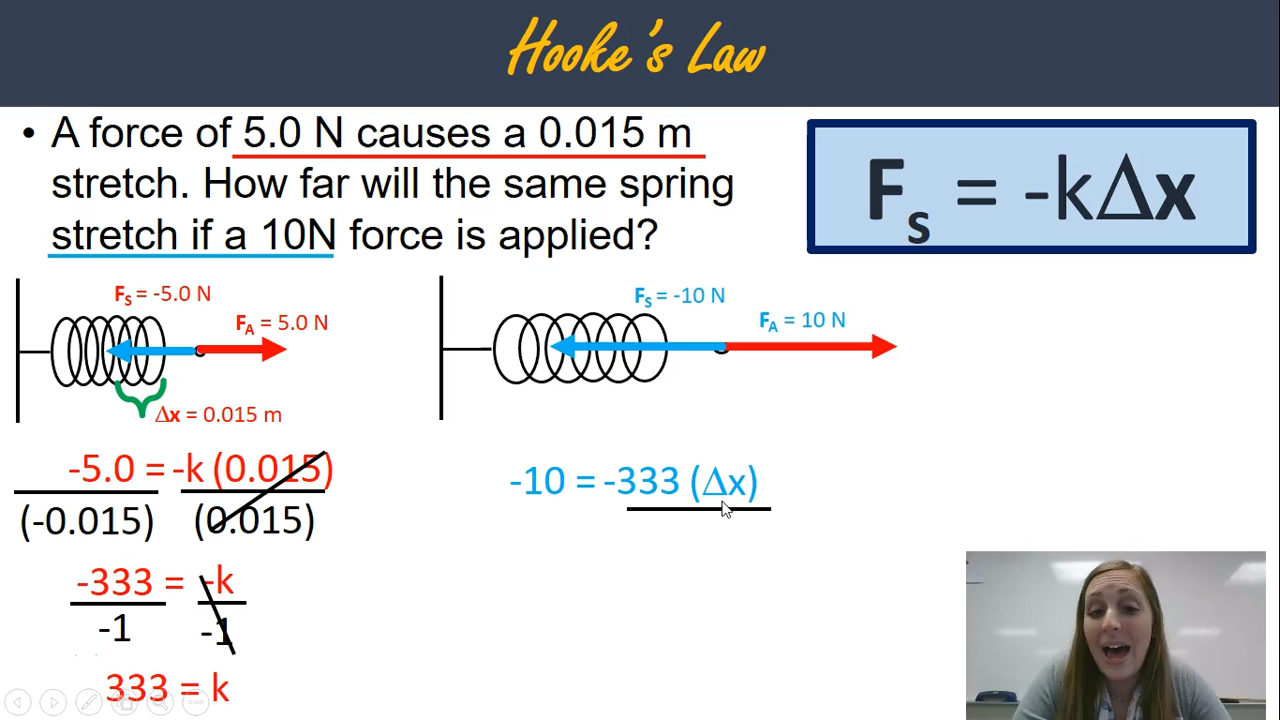 Hooke's Law
• A force of 5.0 N causes a 0.015 m
stretch. How far will the same spring
stretch if a 10N force is applied?
Fs = -kΔx
Fs = -5.0 N
FA = 5.0 N
Δx = 0.015 m
Fs = -10 N
FA = 10 N
-5.0 = -k (0.015)
(-0.015) (0.015)
-333 = -k
-1 -1
333 = k
-10 = -333 (Δx)